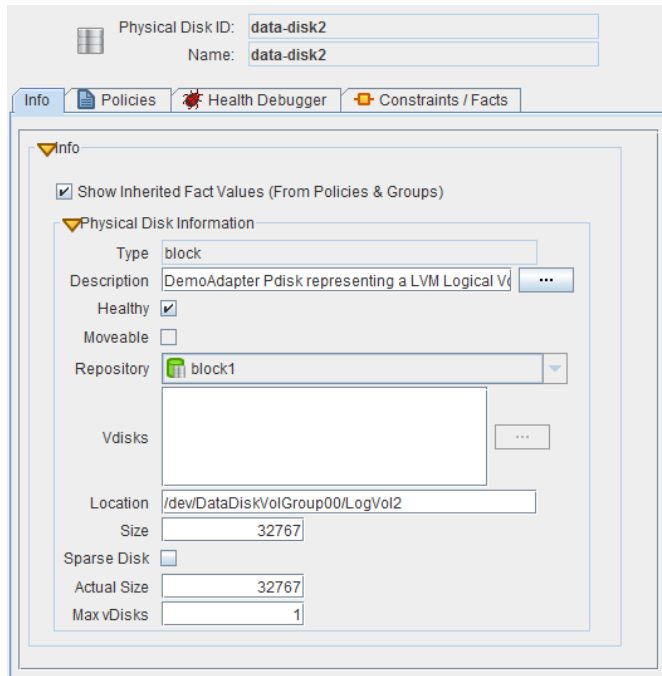 Physical Disk ID: data-disk2
Name: data-disk2
Info Policies Health Debugger Constraints / Facts
Info
Show Inherited Fact Values (From Policies & Groups)
Physical Disk Information
Type block
Description DemoAdapter Pdisk representing a LVM Logical Vo ...
Healthy
Moveable
Repository block1
Vdisks ...
Location /dev/DataDiskVolGroup00/LogVol2
Size 32767
Sparse Disk
Actual Size 32767
Max vDisks 1